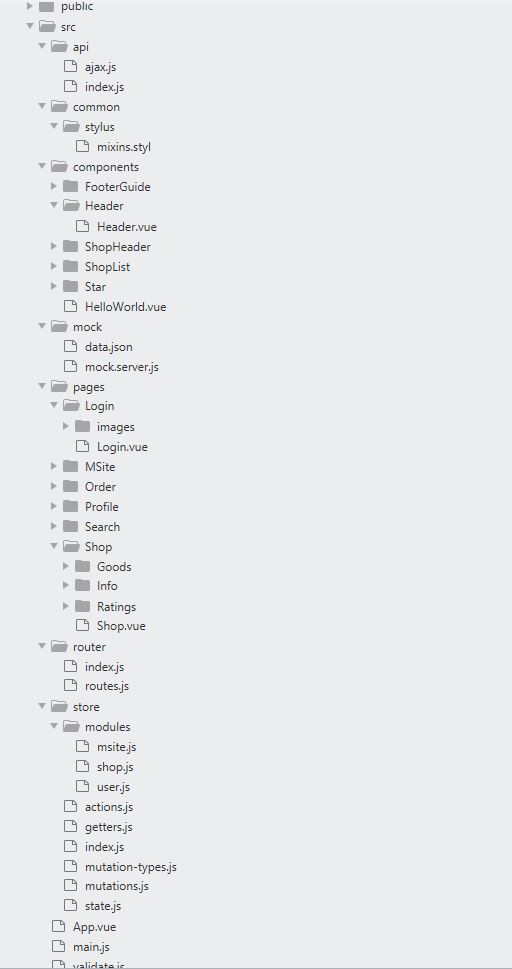 public
src
api
ajax.js
index.js
common
stylus
mixins.styl
components
FooterGuide
Header
Header.vue
ShopHeader
ShopList
Star
HelloWorld.vue
mock
data.json
mock.server.js
pages
Login
images
Login.vue
MSite
Order
Profile
Search
Shop
Goods
Info
Ratings
Shop.vue
router
index.js
routes.js
store
modules
msite.js
shop.js
user.js
actions.js
getters.js
index.js
mutation-types.js
mutations.js
state.js
App.vue
main.js
validate.js